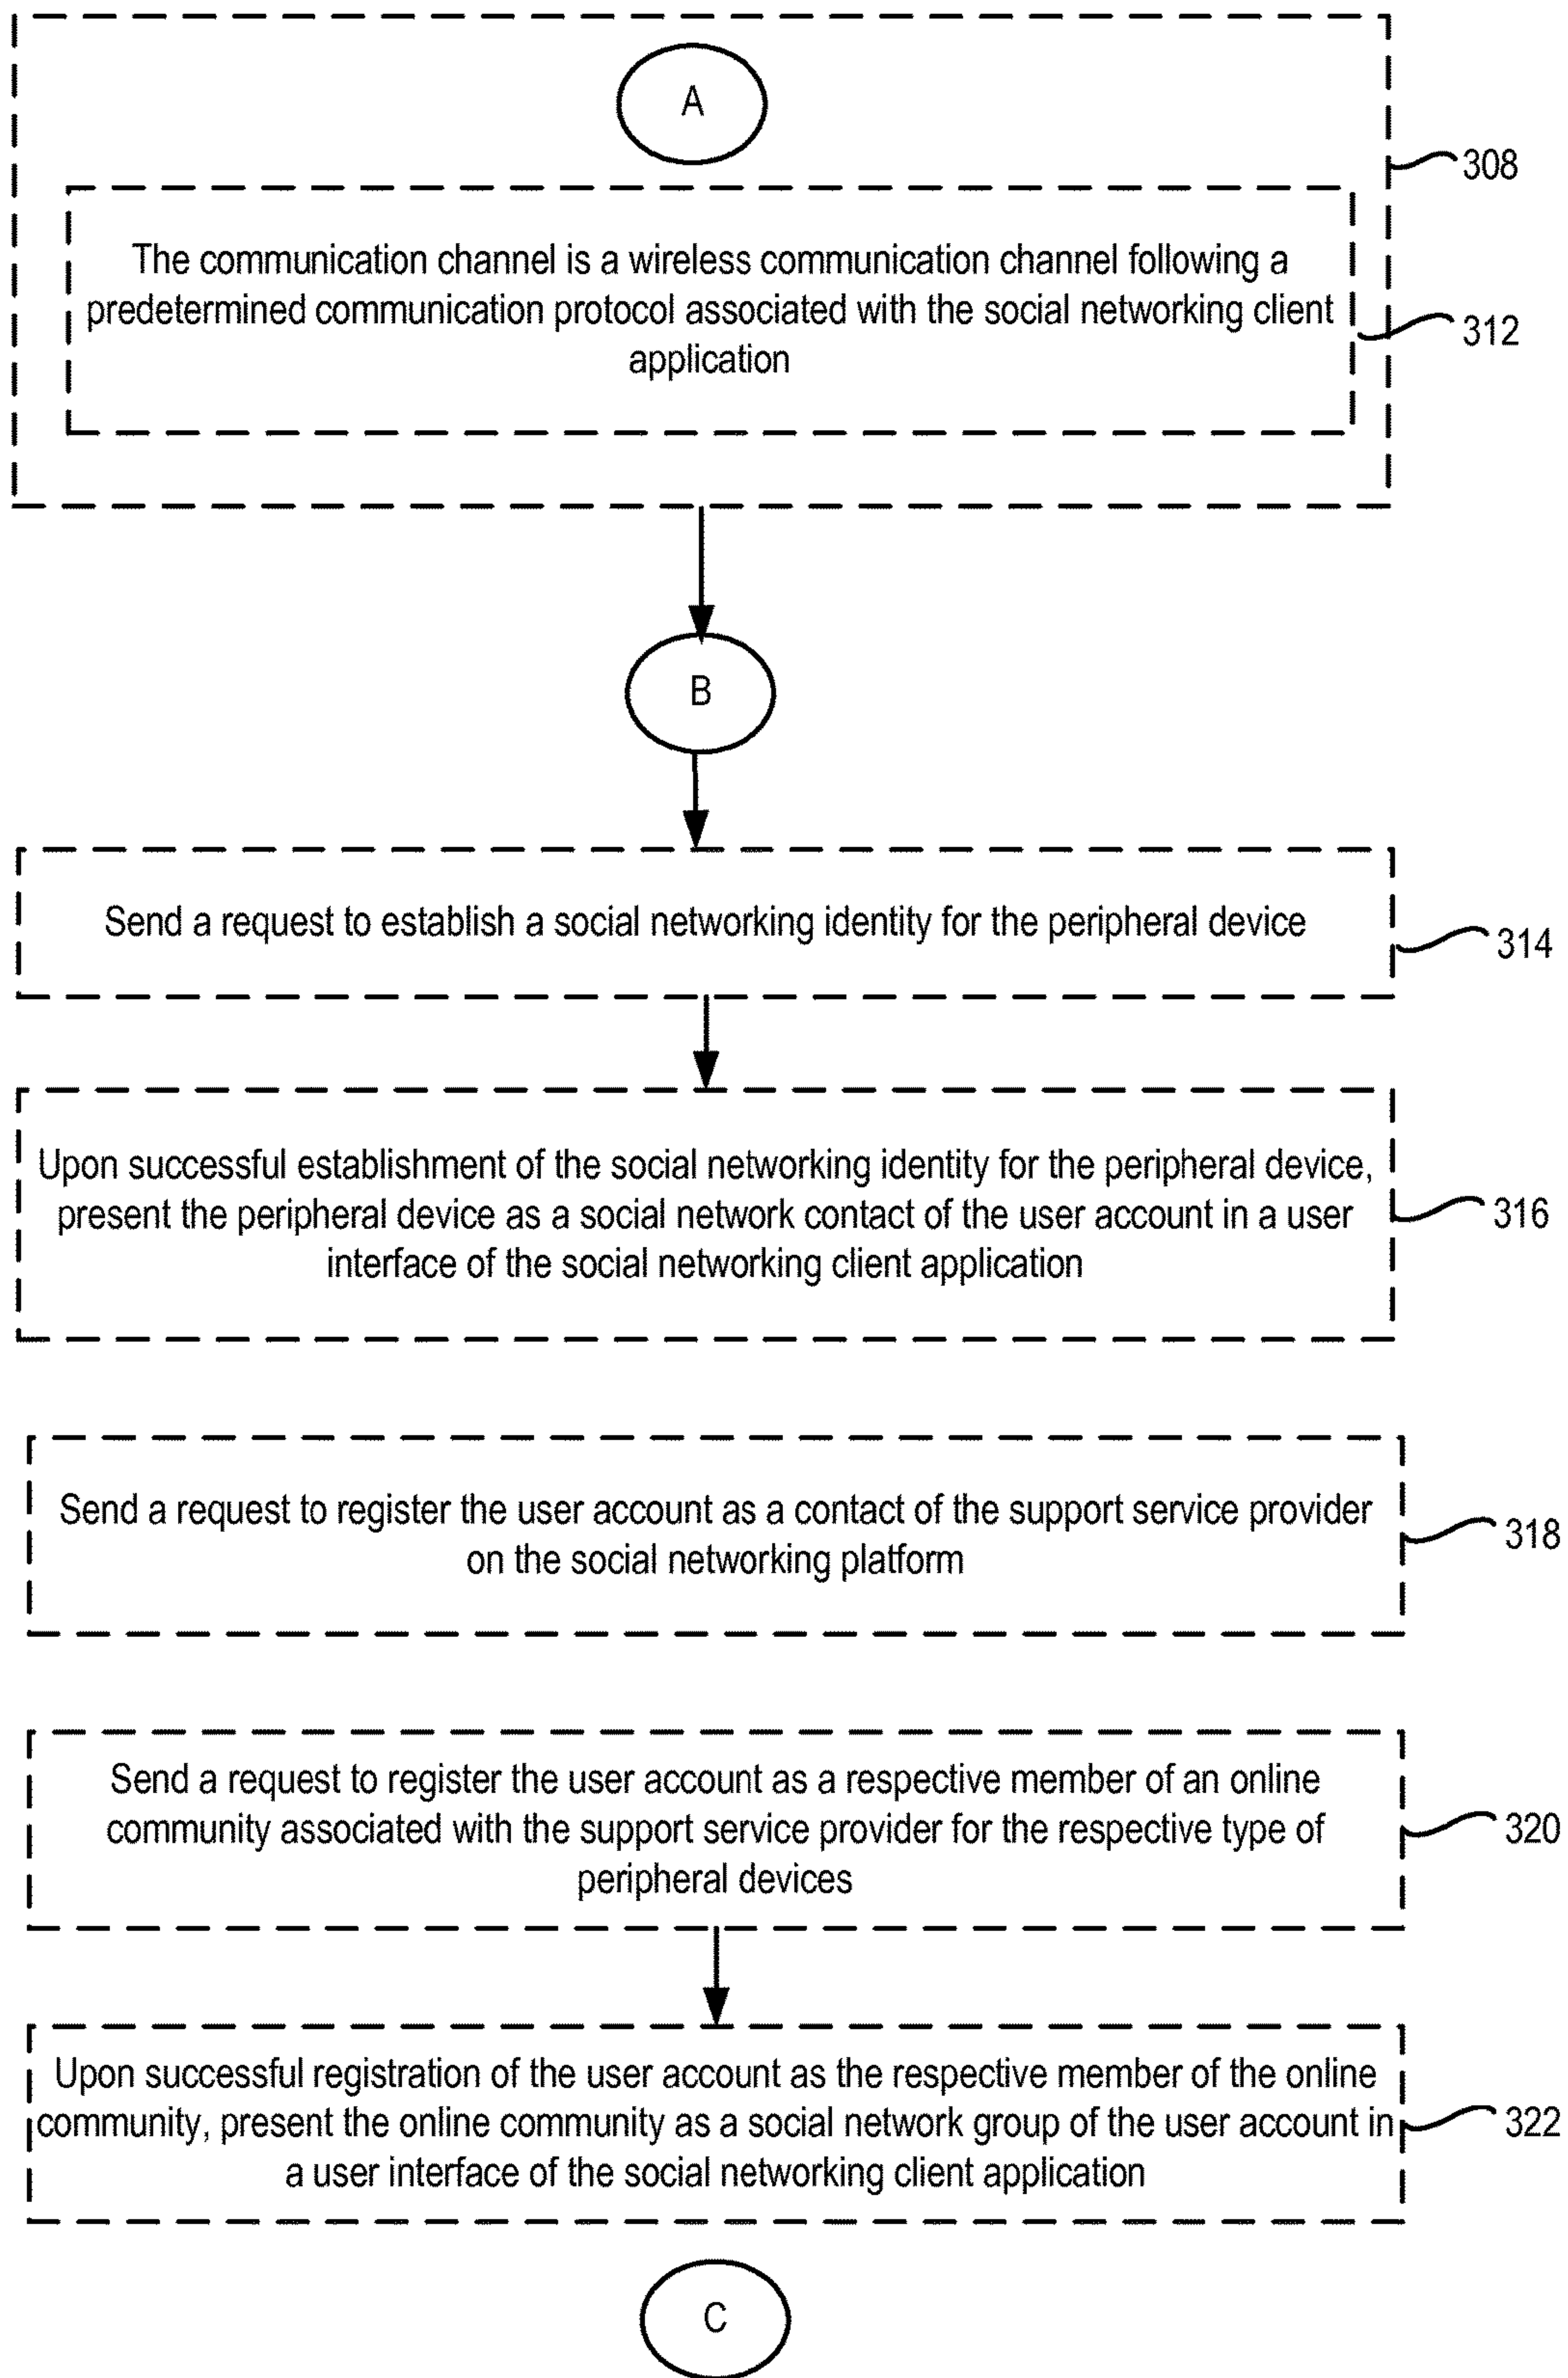 A
308
The communication channel is a wireless communication channel following a
predetermined communication protocol associated with the social networking client
application
312
B
Send a request to establish a social networking identity for the peripheral device
314
Upon successful establishment of the social networking identity for the peripheral device,
present the peripheral device as a social network contact of the user account in a user
interface of the social networking client application
316
Send a request to register the user account as a contact of the support service provider
on the social networking platform
318
Send a request to register the user account as a respective member of an online
community associated with the support service provider for the respective type of
peripheral devices
320
Upon successful registration of the user account as the respective member of the online
community, present the online community as a social network group of the user account in
a user interface of the social networking client application
322
C